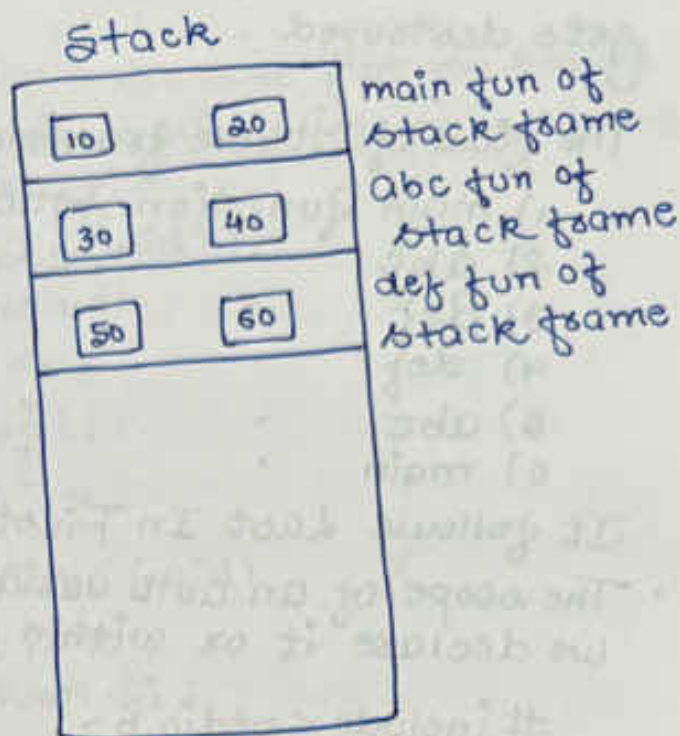 Stack
10 20
main fun of
stack frame
30 40
abc fun of
stack frame
50 60
def fun of
stack frame